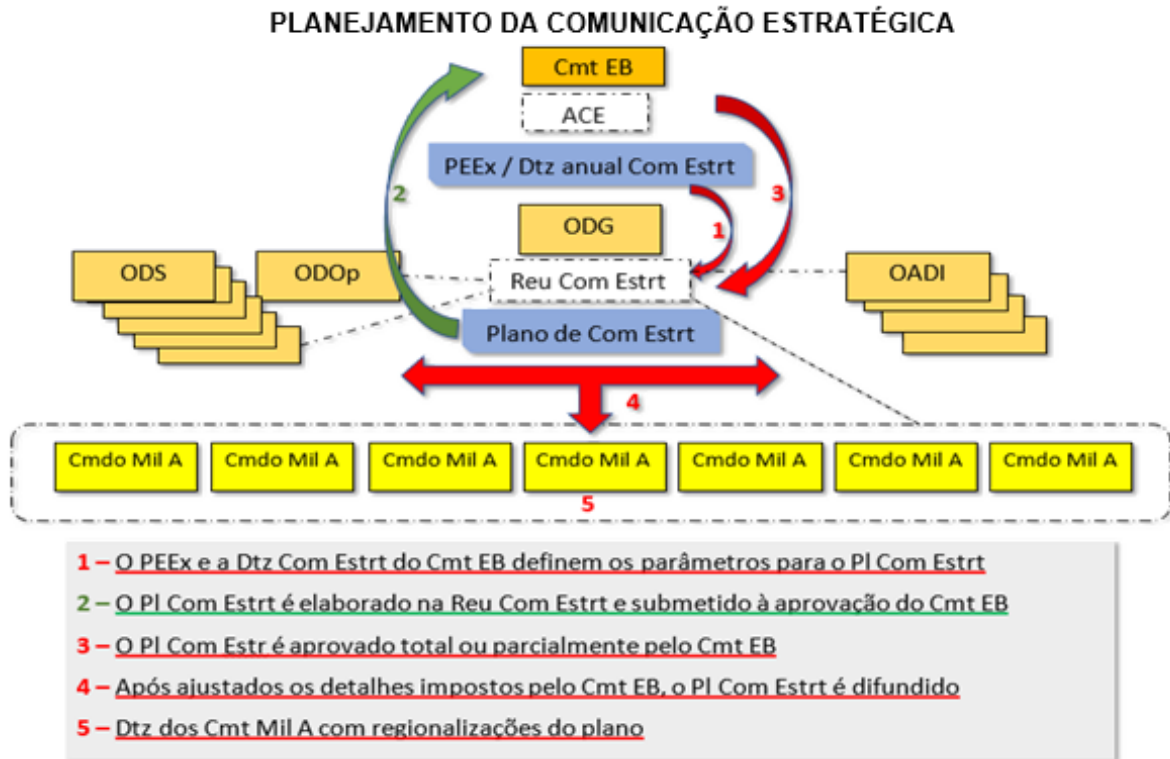 PLANEJAMENTO DA COMUNICAÇÃO ESTRATÉGICA
Cmt EB
ACE
PEEx / Dtz anual Com Estrt
2
3
ODG
1
ODS
ODOp
Reu Com Estrt
OADI
Plano de Com Estrt
4
Cmdo Mil A
Cmdo Mil A
Cmdo Mil A
Cmdo Mil A
Cmdo Mil A
Cmdo Mil A
Cmdo Mil A
5
1 – O PEEx e a Dtz Com Estrt do Cmt EB definem os parâmetros para o Pl Com Estrt
2 – O Pl Com Estrt é elaborado na Reu Com Estrt e submetido à aprovação do Cmt EB
3 – O Pl Com Estr é aprovado total ou parcialmente pelo Cmt EB
4 – Após ajustados os detalhes impostos pelo Cmt EB, o Pl Com Estrt é difundido
5 – Dtz dos Cmt Mil A com regionalizações do plano